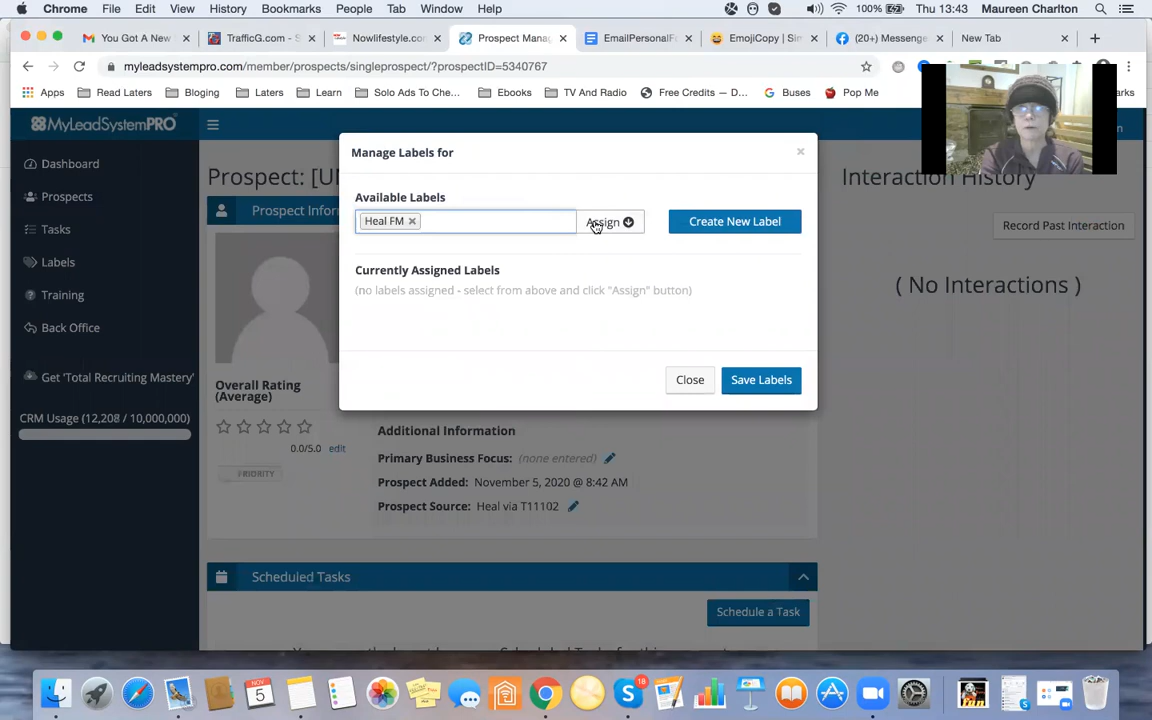 Chrome File Edit View History Bookmarks People Tab Window Help 100% Thu 13:43 Maureen Charlton
You Got A New TrafficG.com - S Nowlifestyle.co Prospect Mana EmailPersonalFo EmojiCopy | Sim (20+) Messenge New Tab
myleadsystempro.com/member/prospects/singleprospect/?prospectID=5340767
Apps Read Laters Bloging Laters Learn Solo Ads To Che... Ebooks TV And Radio Free Credits – D... Buses Pop Me
MyLeadSystemPRO
Dashboard
Prospects
Tasks
Labels
Training
Back Office
Get 'Total Recruiting Mastery'
CRM Usage (12,208 / 10,000,000)
Prospect: [UN
Prospect Infor
Overall Rating
(Average)
0.0/5.0 edit
PRIORITY
Manage Labels for
Available Labels
Heal FM × Assign Create New Label
Currently Assigned Labels
(no labels assigned - select from above and click "Assign" button)
Close Save Labels
Additional Information
Primary Business Focus: (none entered)
Prospect Added: November 5, 2020 @ 8:42 AM
Prospect Source: Heal via T11102
Scheduled Tasks
Schedule a Task
Interaction History
Record Past Interaction
( No Interactions )
NOV
5
18